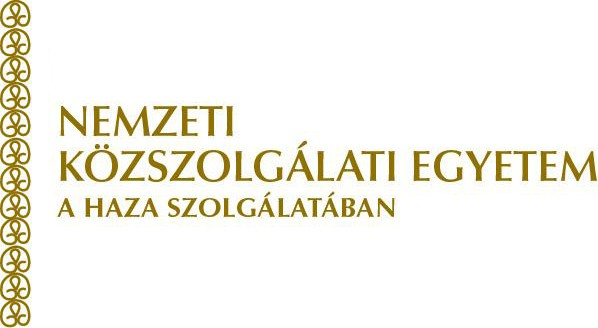 NEMZETI
KÖZSZOLGÁLATI EGYETEM
A HAZA SZOLGÁLATÁBAN